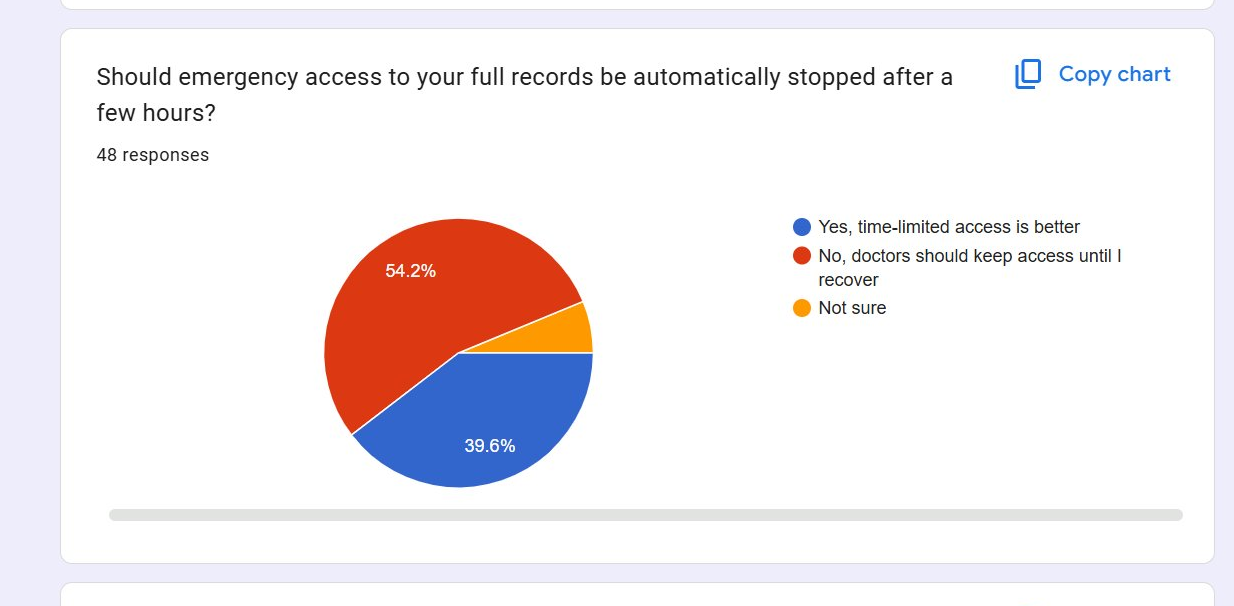 Should emergency access to your full records be automatically stopped after a
few hours?
Copy chart
48 responses
54.2%
39.6%
Yes, time-limited access is better
No, doctors should keep access until I
recover
Not sure